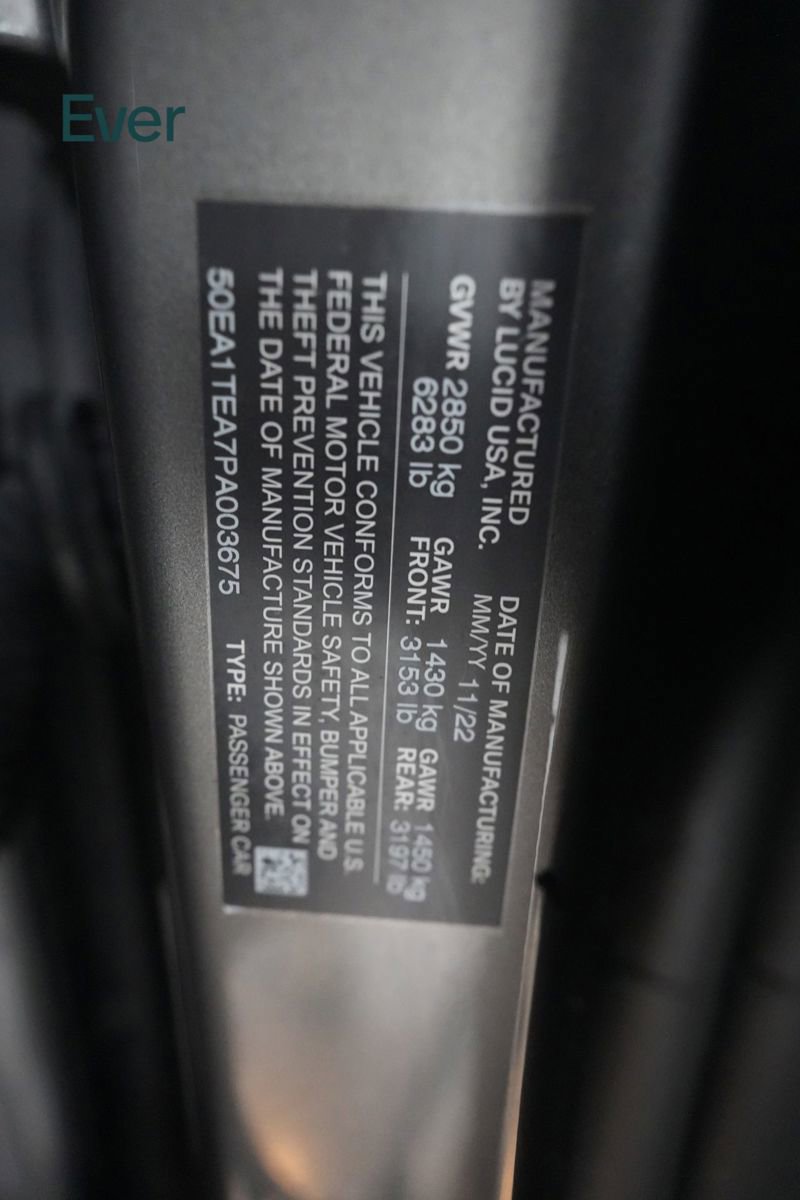 Ever
MANUFACTURED
BY LUCID USA, INC.
DATE OF MANUFACTURING:
MM/YY 11/22
GVWR 2850 kg
6283 lb
GAWR 1430 kg
FRONT: 3153 lb
GAWR 1450 kg
REAR: 3197 lb
THIS VEHICLE CONFORMS TO ALL APPLICABLE U.S.
FEDERAL MOTOR VEHICLE SAFETY, BUMPER AND
THEFT PREVENTION STANDARDS IN EFFECT ON
THE DATE OF MANUFACTURE SHOWN ABOVE.
50EA1TEA7PA003675 TYPE: PASSENGER CAR